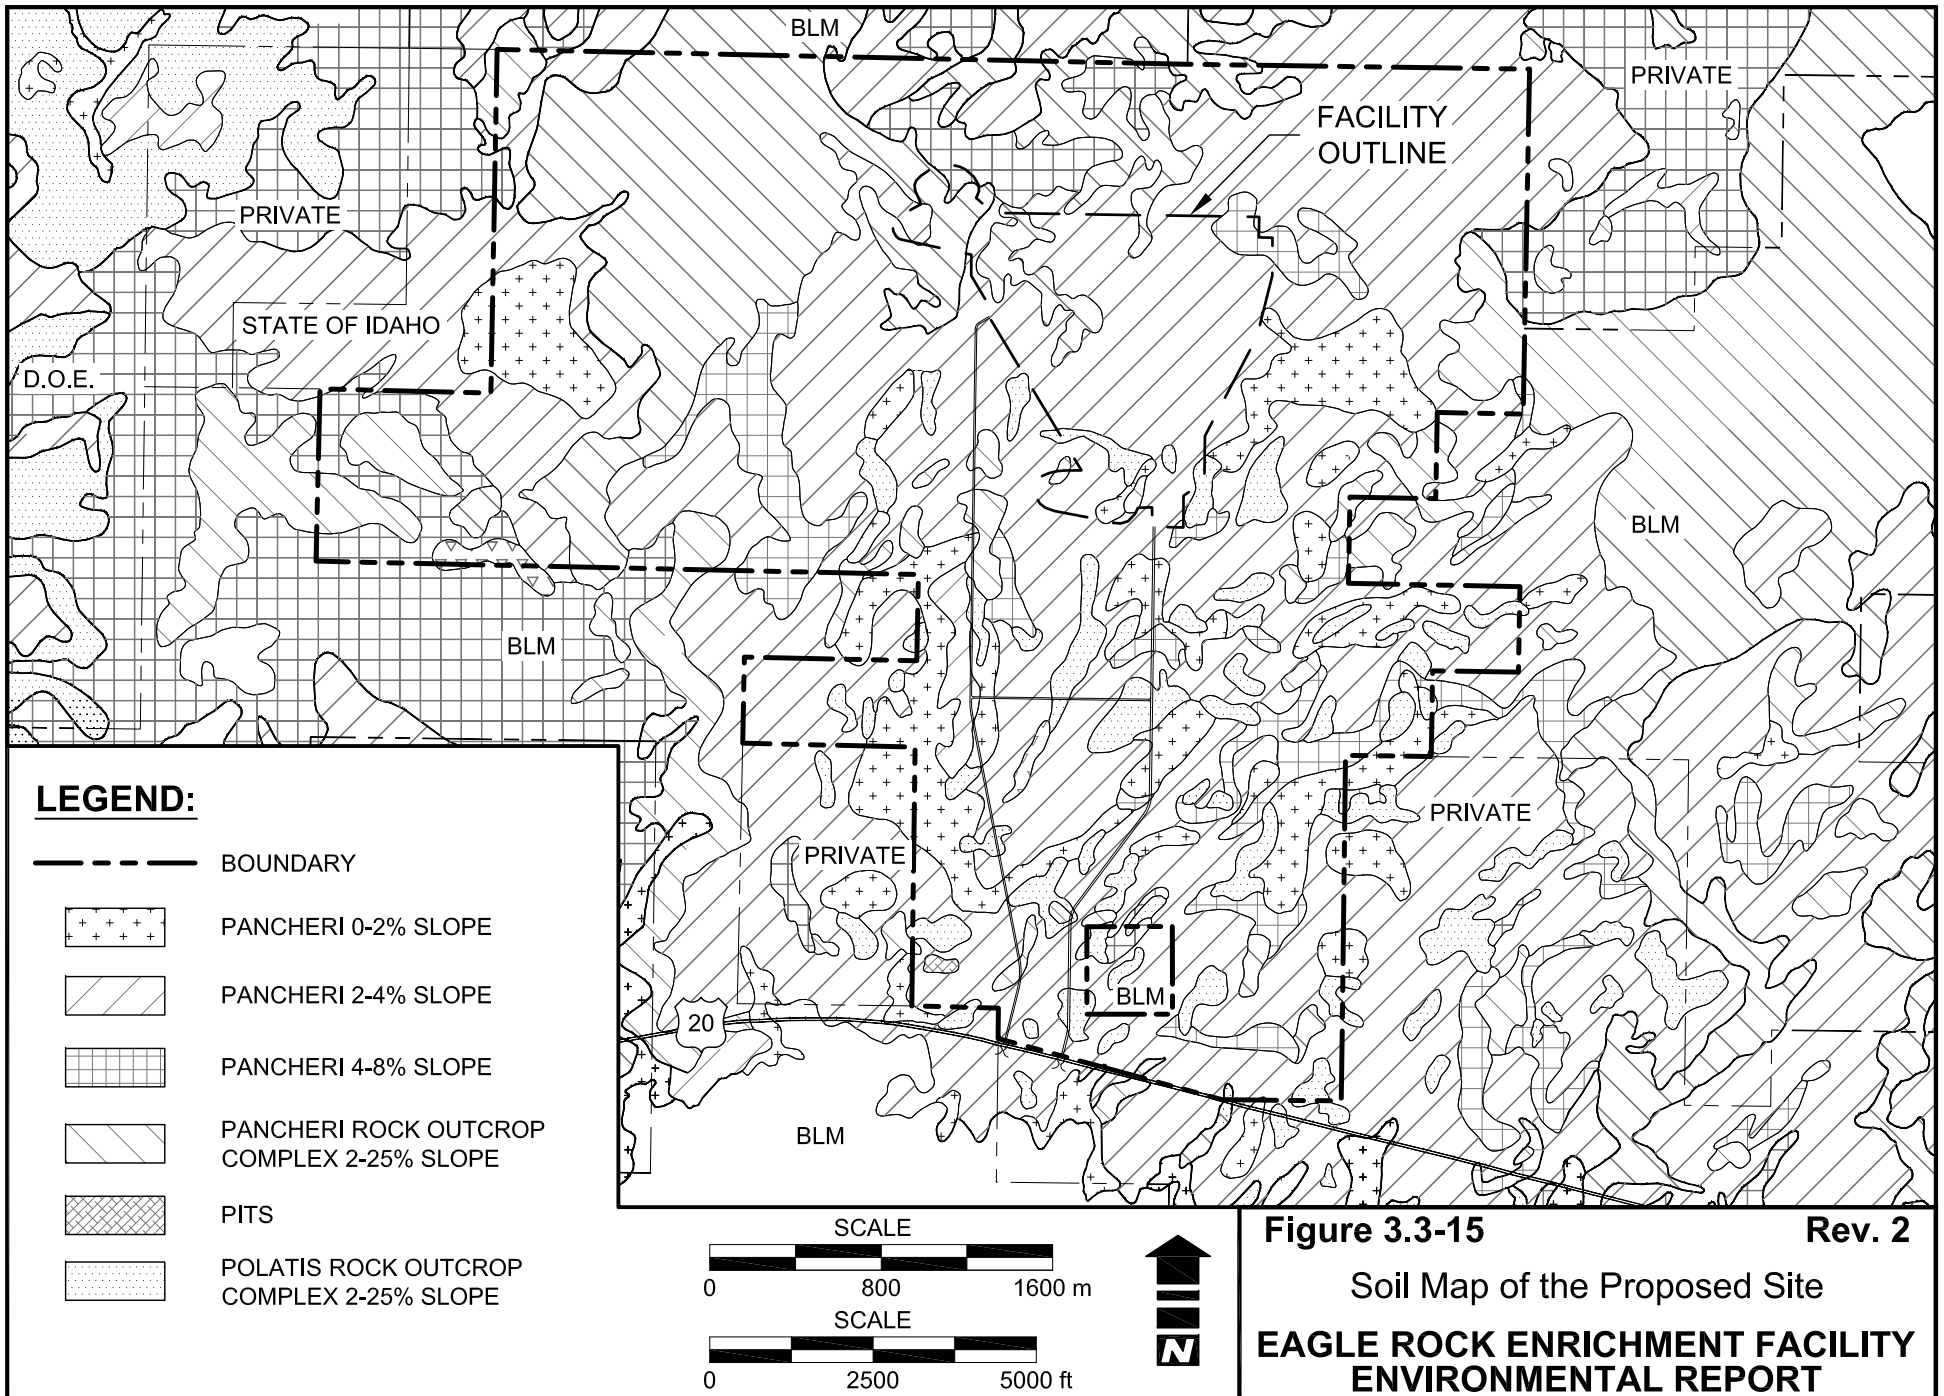 BLM
PRIVATE
FACILITY
OUTLINE
PRIVATE
STATE OF IDAHO
D.O.E.
BLM
BLM
PRIVATE
PRIVATE
BLM
20
BLM
LEGEND:
BOUNDARY
PANCHERI 0-2% SLOPE
PANCHERI 2-4% SLOPE
PANCHERI 4-8% SLOPE
PANCHERI ROCK OUTCROP
COMPLEX 2-25% SLOPE
PITS
POLATIS ROCK OUTCROP
COMPLEX 2-25% SLOPE
SCALE
0 800 1600 m
SCALE
0 2500 5000 ft
N
Figure 3.3-15 Rev. 2
Soil Map of the Proposed Site
EAGLE ROCK ENRICHMENT FACILITY
ENVIRONMENTAL REPORT